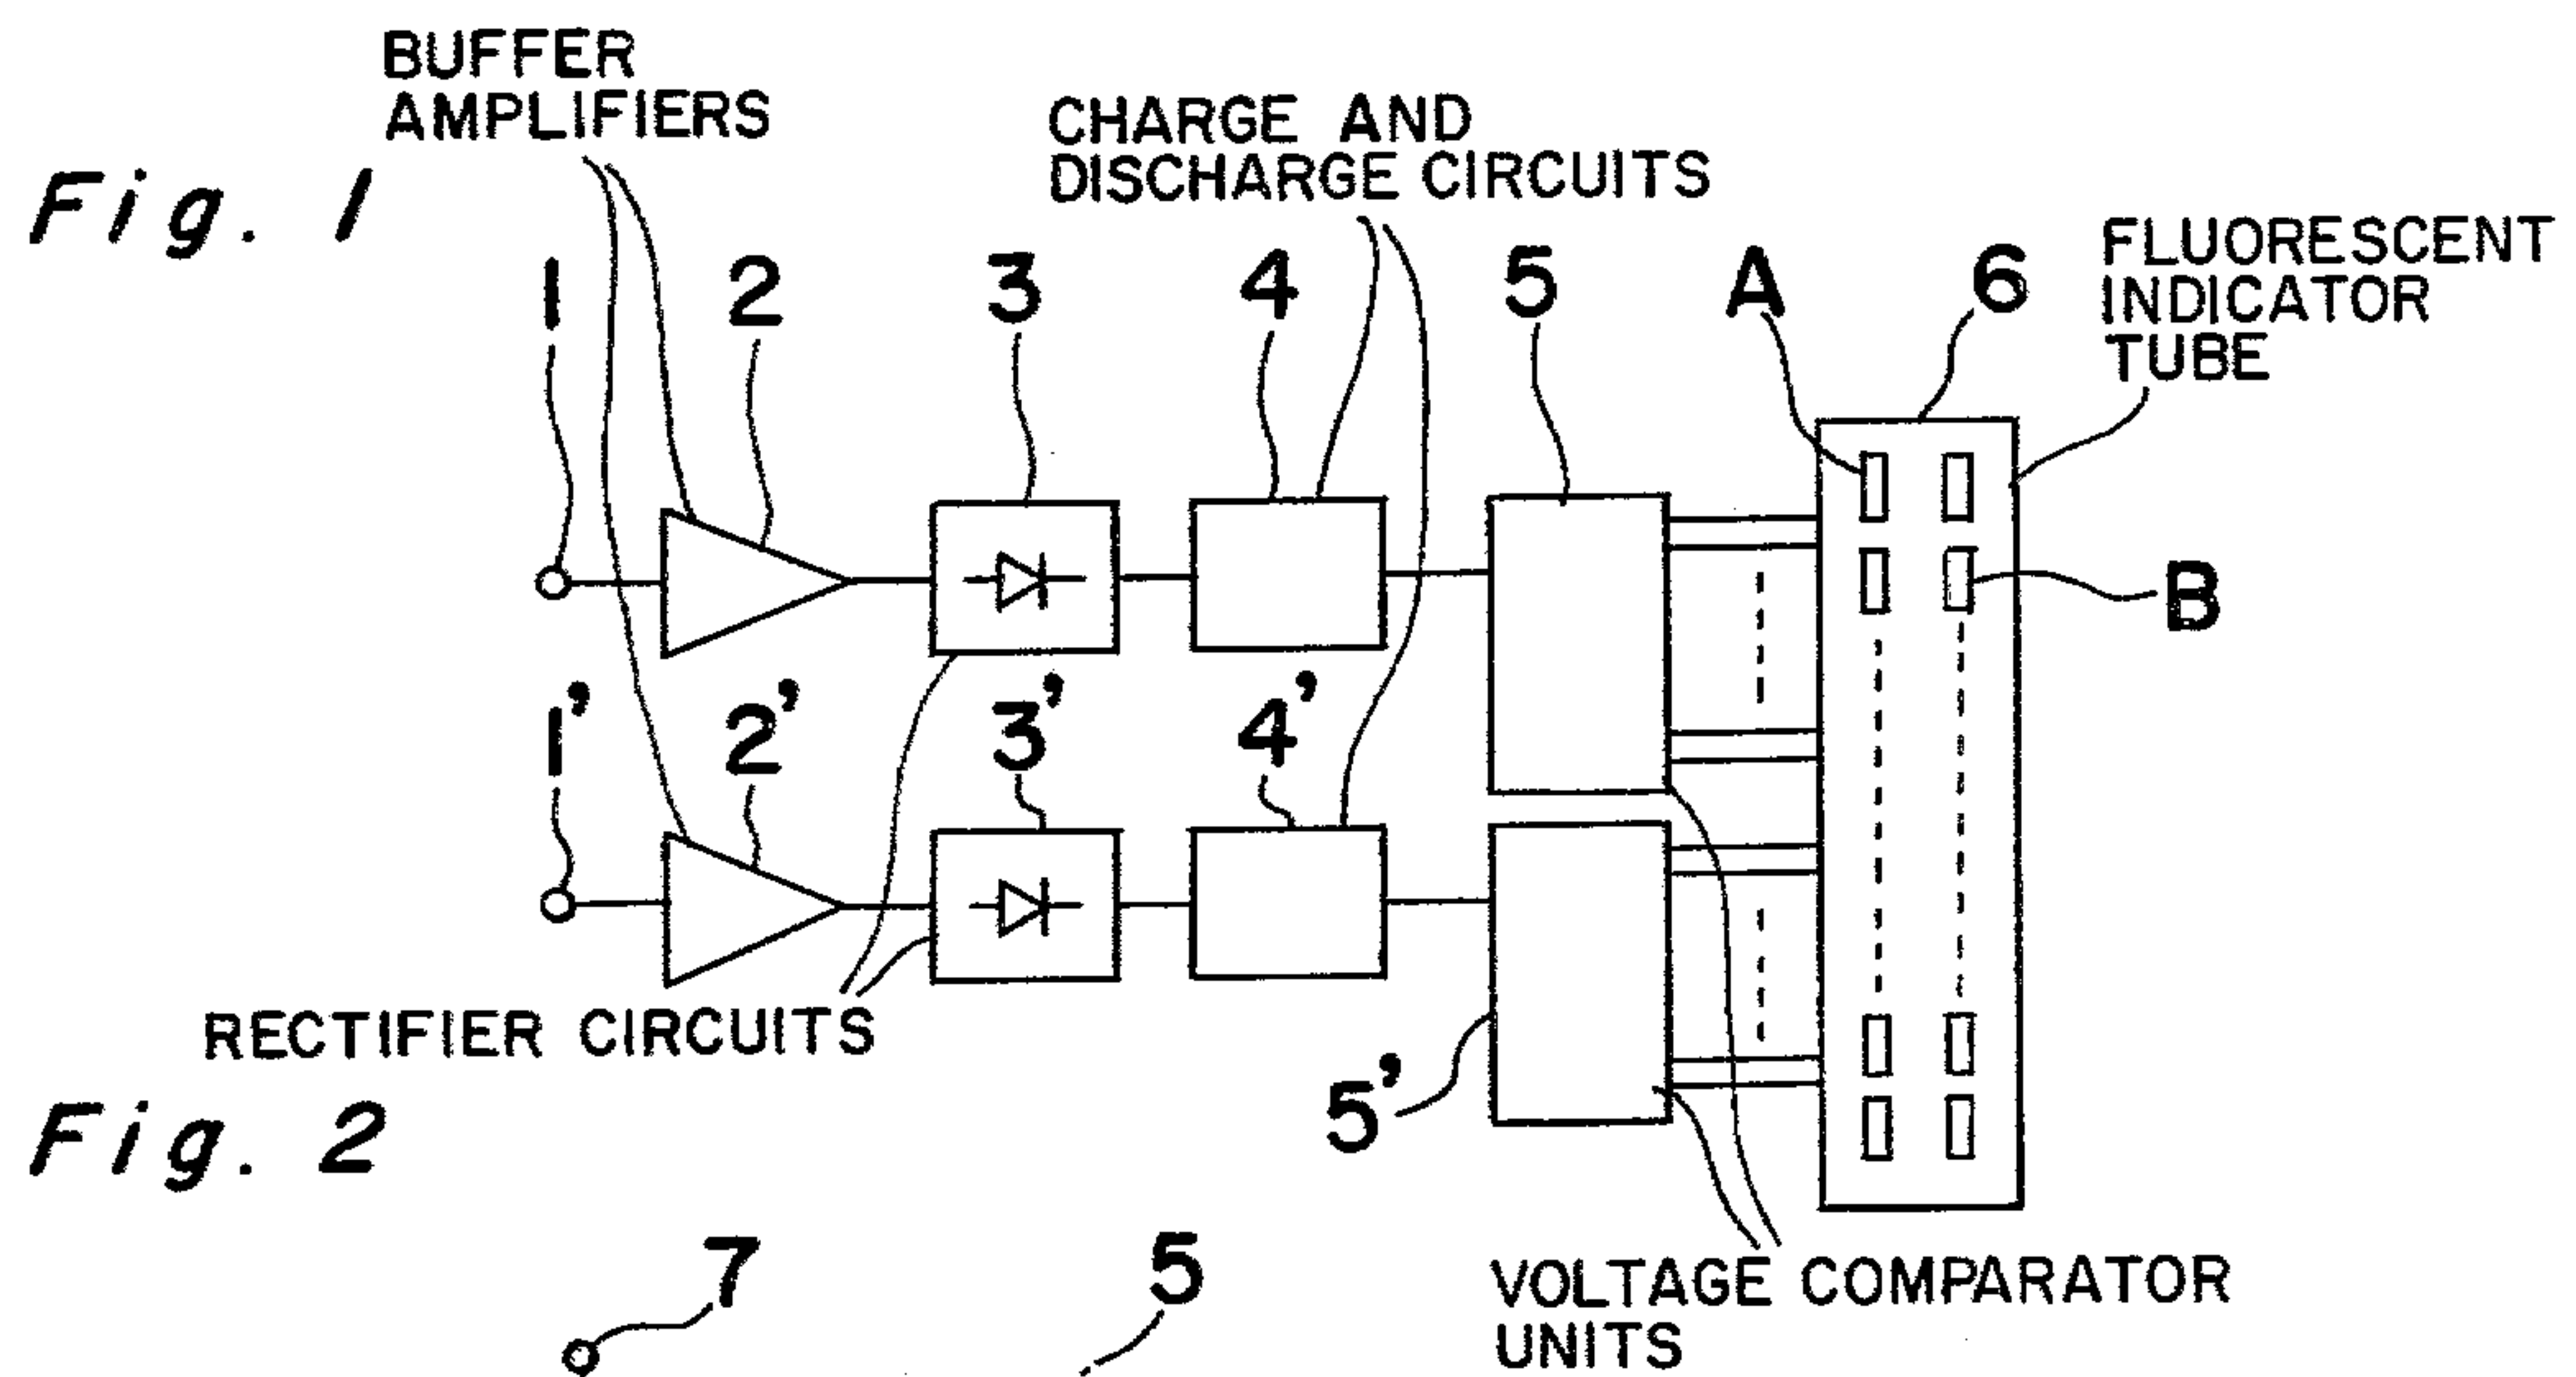 BUFFER
AMPLIFIERS
CHARGE AND
DISCHARGE CIRCUITS
Fig. 1
FLUORESCENT
INDICATOR
TUBE
1 2 3 4 5 A 6
B
1' 2' 3' 4'
RECTIFIER CIRCUITS
5'
Fig. 2
VOLTAGE COMPARATOR
UNITS
7 5